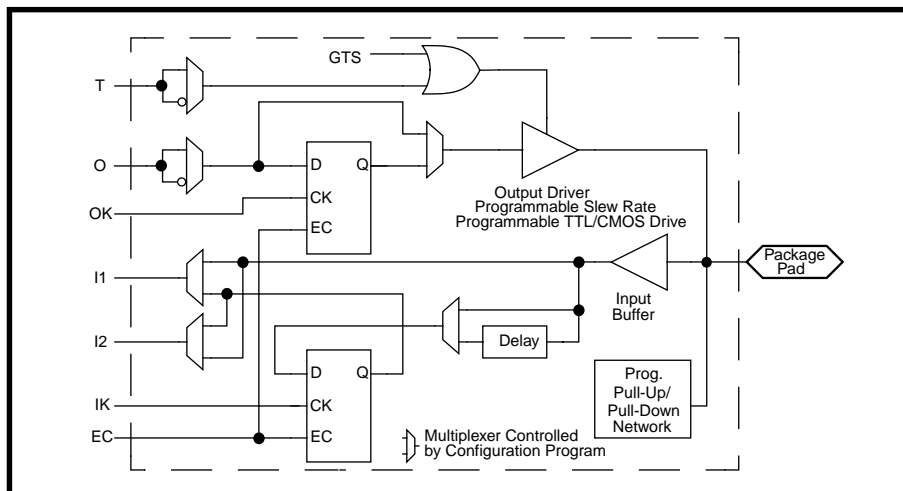 GTS
T
O
D
Q
CK
OK
EC
Output Driver
Programmable Slew Rate
Programmable TTL/CMOS Drive
Package
Pad
I1
Input
Buffer
I2
Delay
D
Q
Prog.
Pull-Up/
Pull-Down
Network
IK
CK
EC
EC
Multiplexer Controlled
by Configuration Program